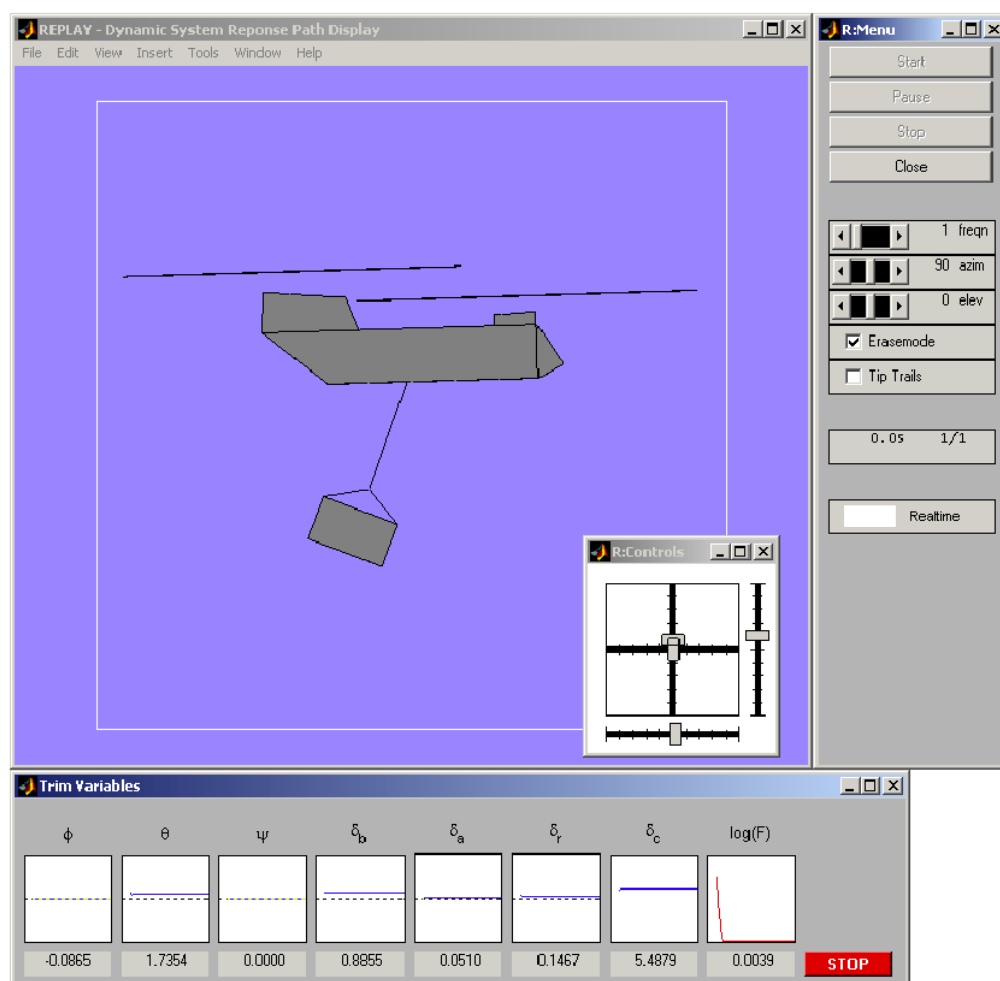 REPLAY - Dynamic System Reponse Path Display
File Edit View Insert Tools Window Help
R:Menu
Start
Pause
Stop
Close
1 freqn
90 azim
0 elev
Erasemode
Tip Trails
0.0s 1/1
Realtime
R:Controls
Trim Variables
ϕ θ ψ δb δa δr δc log(F)
-0.0865 1.7354 0.0000 0.8855 0.0510 0.1467 5.4879 0.0039 STOP